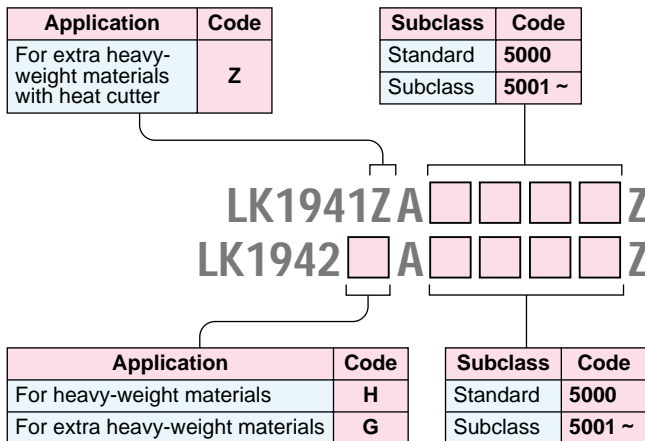 Application Code
For extra heavy-
weight materials
with heat cutter
Z
Subclass Code
Standard 5000
Subclass 5001 ~
LK1941ZA Z
LK1942 A Z
Application Code
For heavy-weight materials H
For extra heavy-weight materials G
Subclass Code
Standard 5000
Subclass 5001 ~